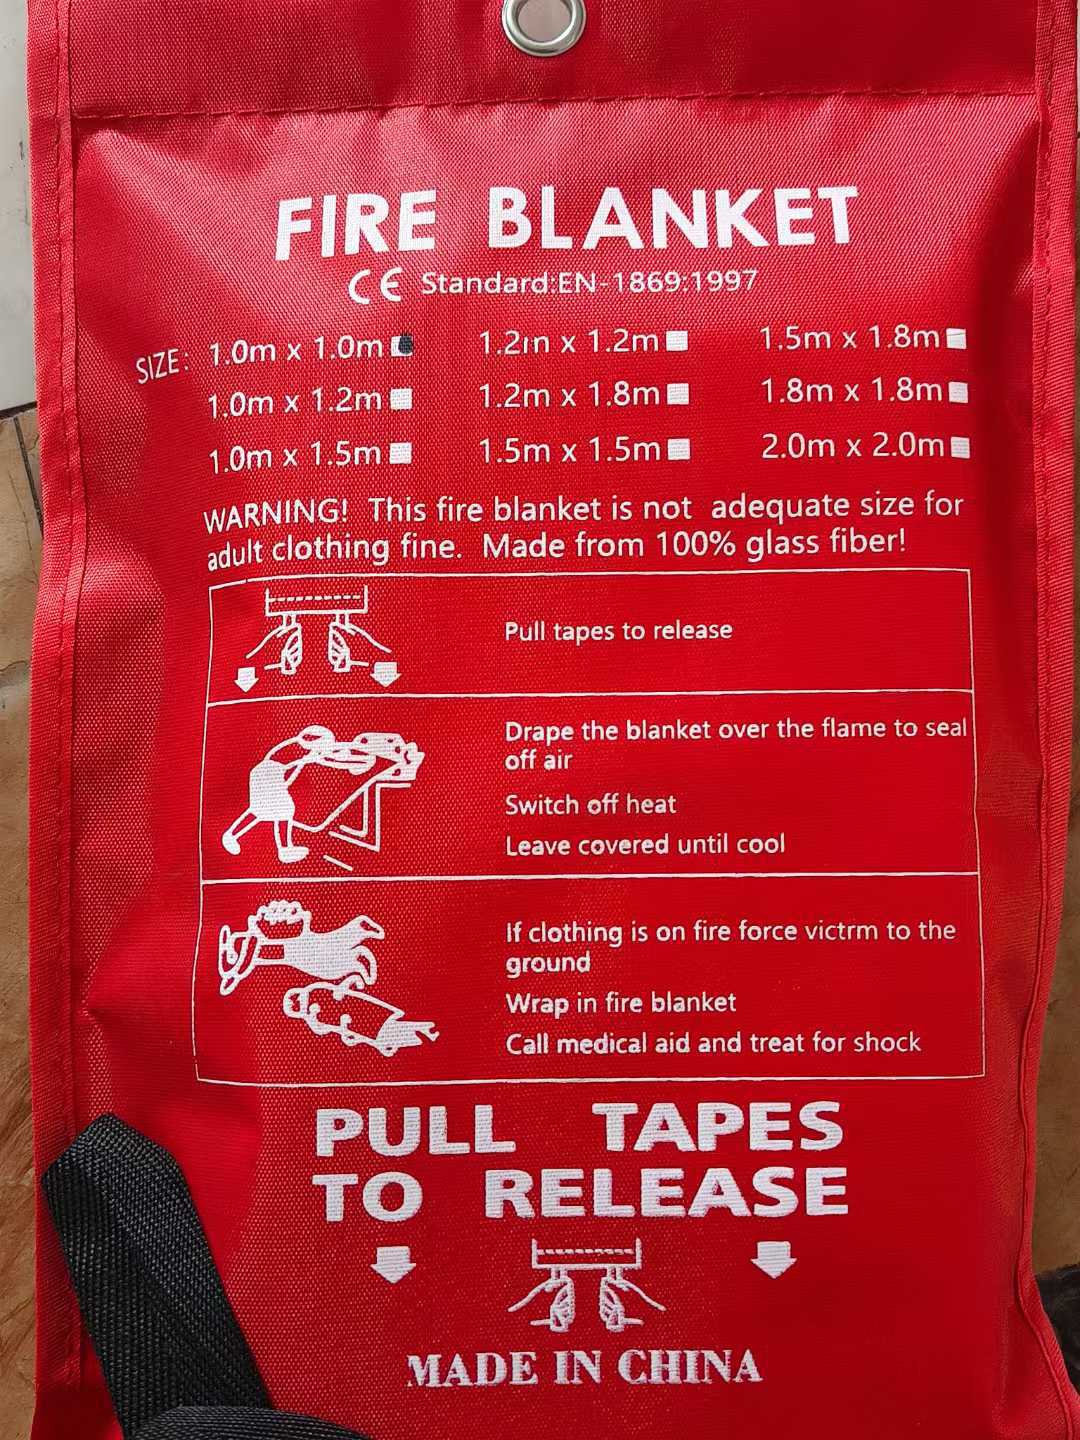 FIRE BLANKET
CE Standard:EN-1869:1997
SIZE: 1.0m x 1.0m 1.2m x 1.2m 1.5m x 1.8m
1.0m x 1.2m 1.2m x 1.8m 1.8m x 1.8m
1.0m x 1.5m 1.5m x 1.5m 2.0m x 2.0m
WARNING! This fire blanket is not adequate size for
adult clothing fine. Made from 100% glass fiber!
Pull tapes to release
Drape the blanket over the flame to seal
off air
Switch off heat
Leave covered until cool
If clothing is on fire force victrm to the
ground
Wrap in fire blanket
Call medical aid and treat for shock
PULL TAPES
TO RELEASE
MADE IN CHINA